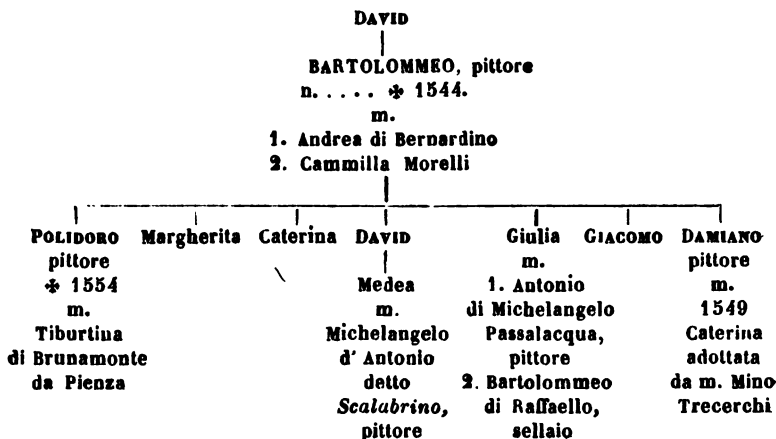 DAVID
BARTOLOMMEO, pittore
n. . . . . ✠ 1544.
m.
1. Andrea di Bernardino
2. Cammilla Morelli
POLIDORO Margherita Caterina DAVID Giulia GIACOMO DAMIANO
pittore
✠ 1554
m.
Tiburtina
di Brunamonte
da Pienza
Medea
m.
Michelangelo
d' Antonio
detto
Scalabrino,
pittore
m.
1. Antonio
di Michelangelo
Passalacqua,
pittore
2. Bartolommeo
di Raffaello,
sellaio
pittore
m.
1549
Caterina
adottata
da m. Mino
Trecerchi